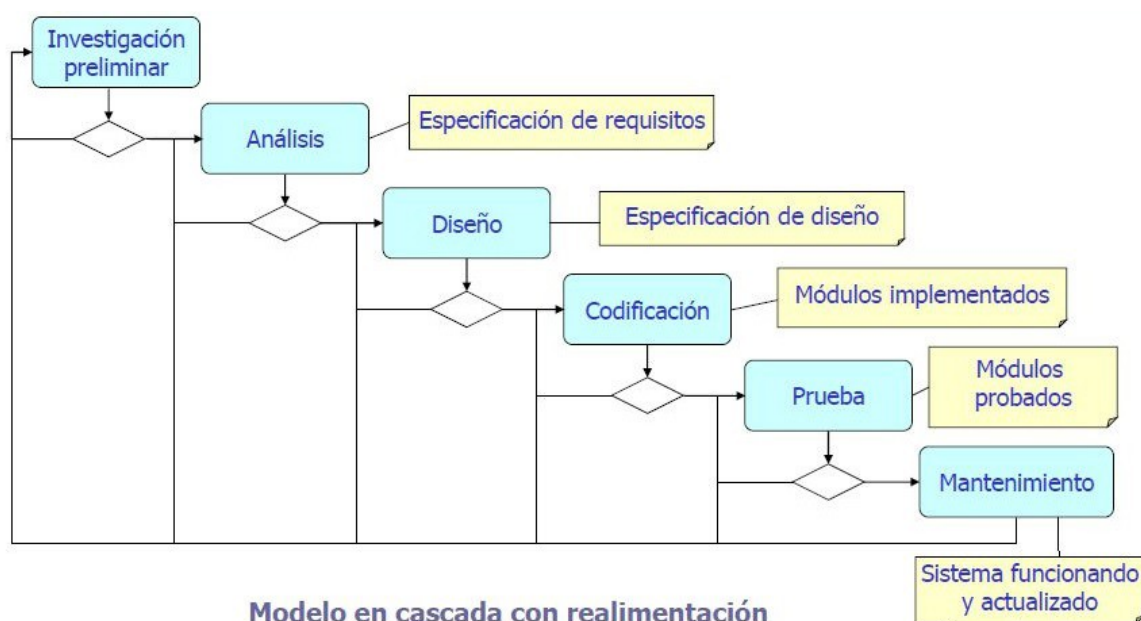 Investigación
preliminar
Análisis
Especificación de requisitos
Diseño
Especificación de diseño
Codificación
Módulos implementados
Prueba
Módulos
probados
Mantenimiento
Sistema funcionando
y actualizado
Modelo en cascada con realimentación